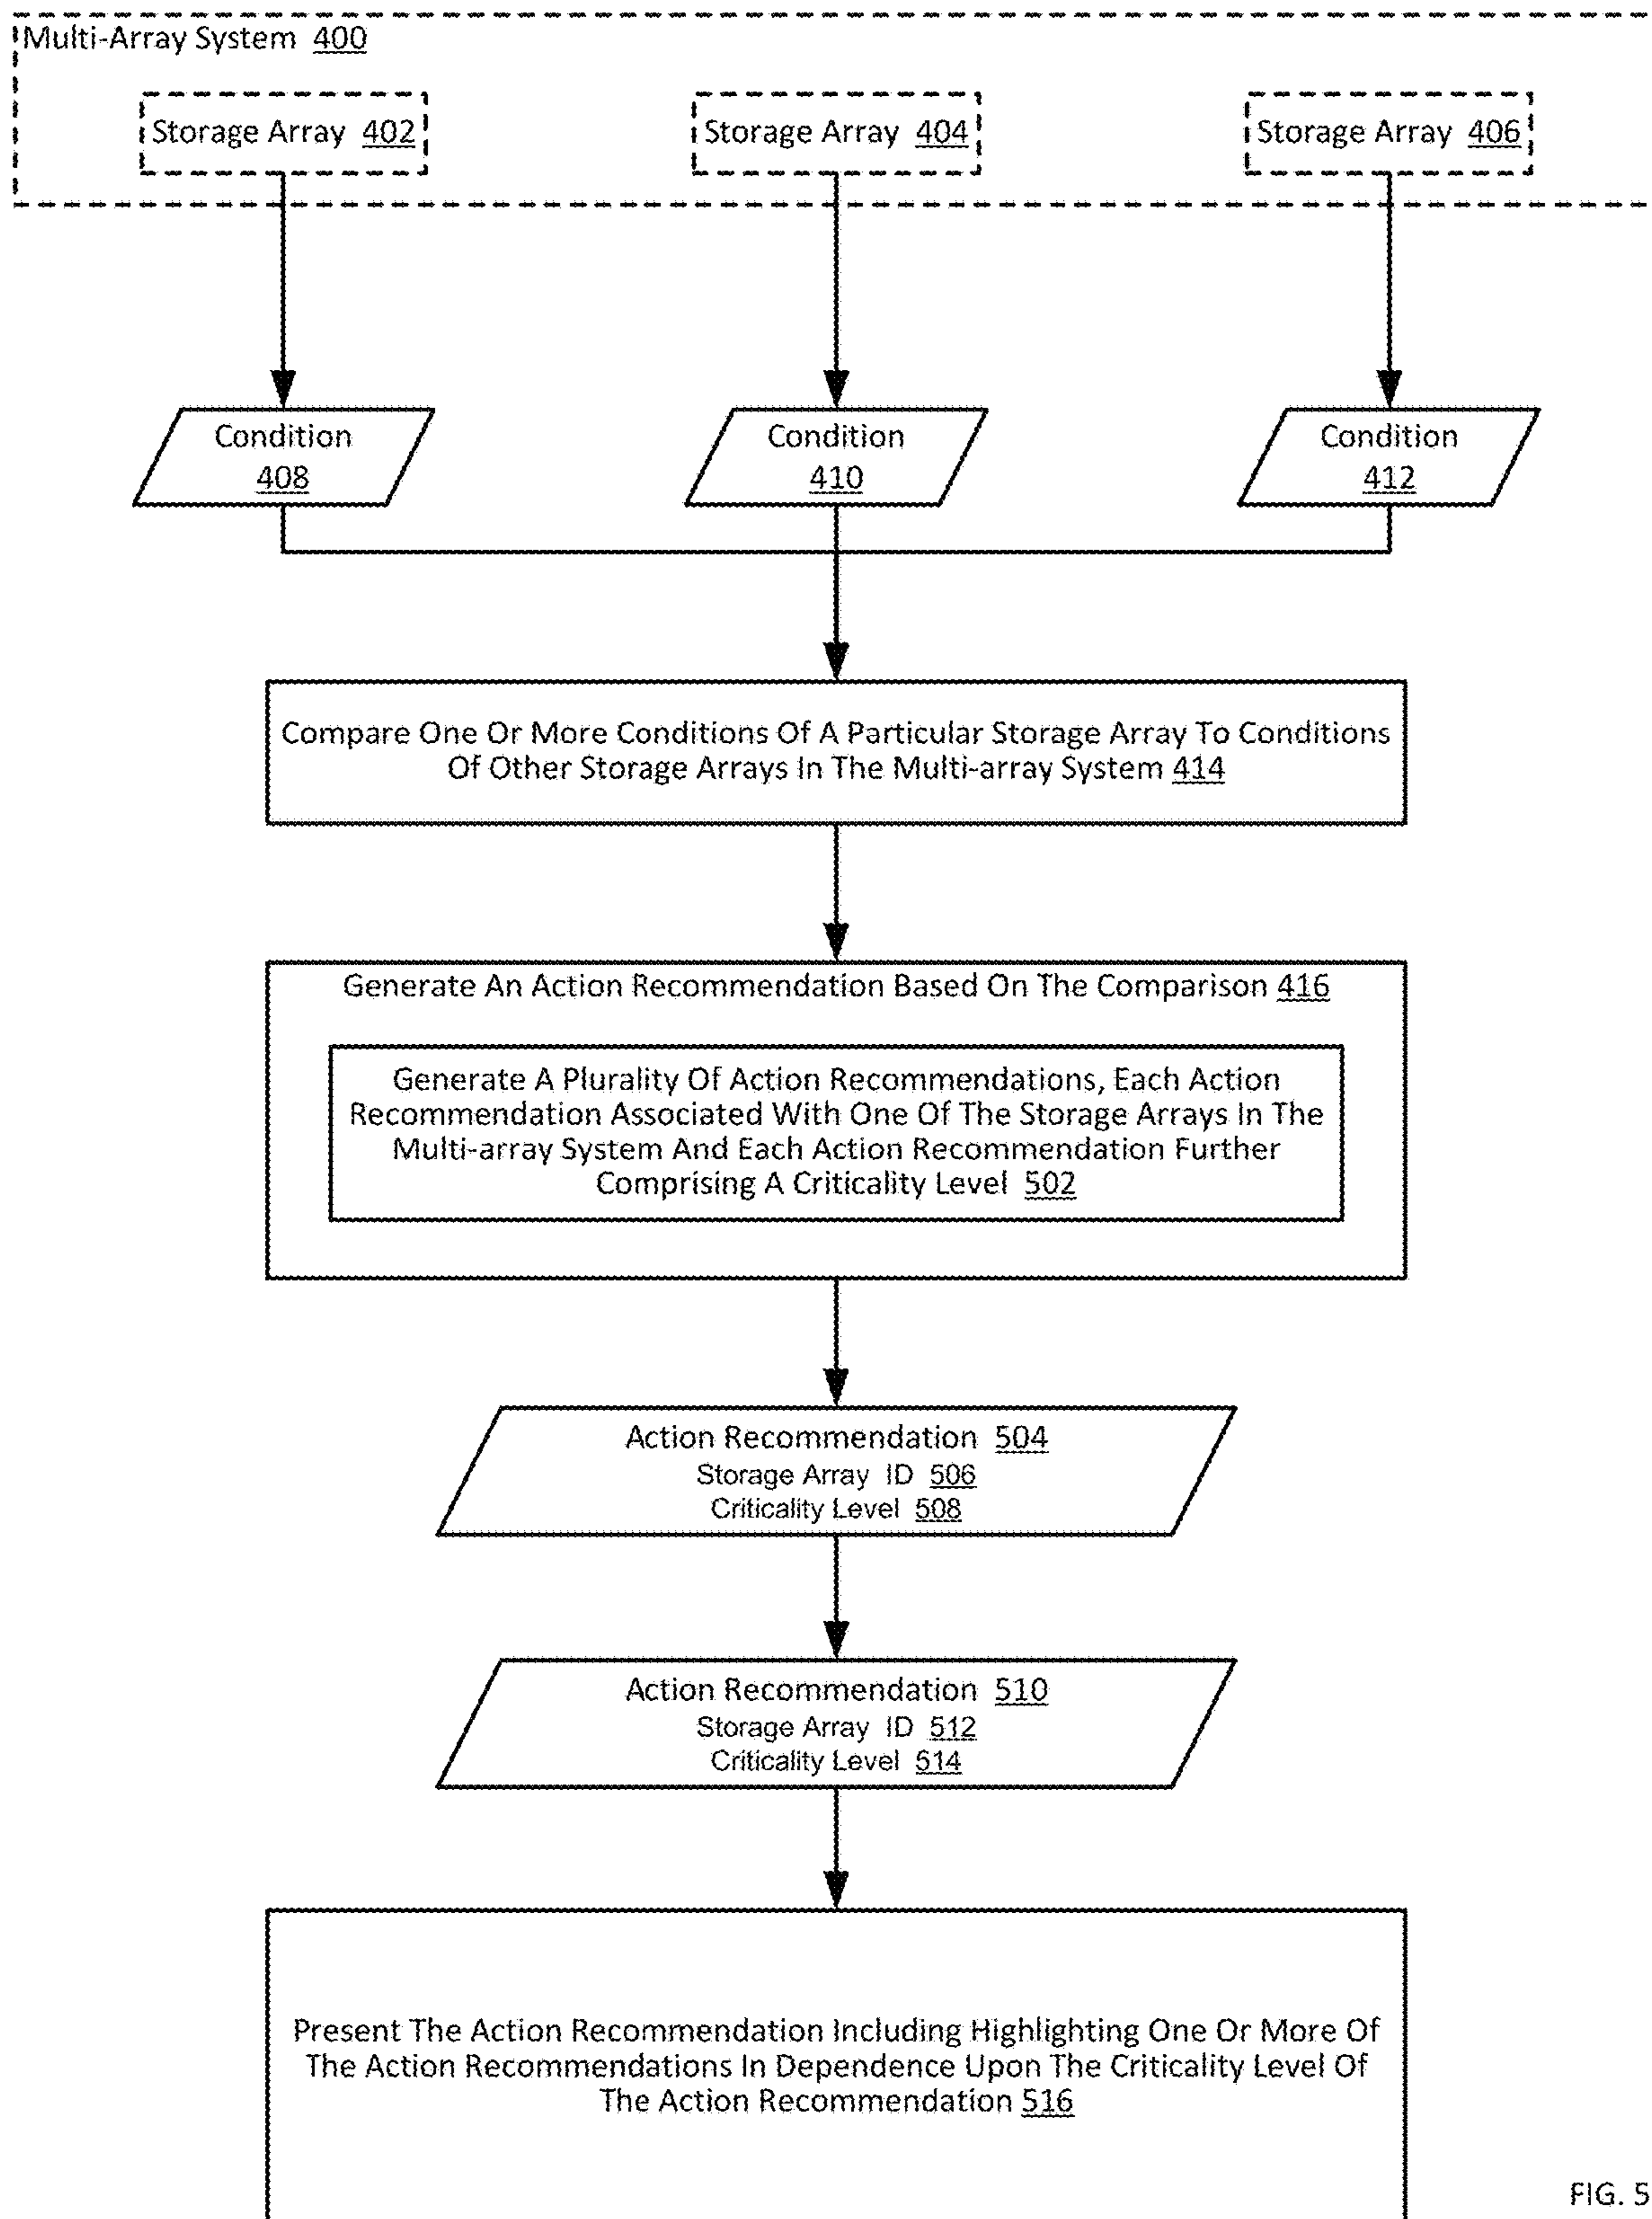 Multi-Array System 400
Storage Array 402
Storage Array 404
Storage Array 406
Condition
408
Condition
410
Condition
412
Compare One Or More Conditions Of A Particular Storage Array To Conditions
Of Other Storage Arrays In The Multi-array System 414
Generate An Action Recommendation Based On The Comparison 416
Generate A Plurality Of Action Recommendations, Each Action
Recommendation Associated With One Of The Storage Arrays In The
Multi-array System And Each Action Recommendation Further
Comprising A Criticality Level 502
Action Recommendation 504
Storage Array ID 506
Criticality Level 508
Action Recommendation 510
Storage Array ID 512
Criticality Level 514
Present The Action Recommendation Including Highlighting One Or More Of
The Action Recommendations In Dependence Upon The Criticality Level Of
The Action Recommendation 516
FIG. 5